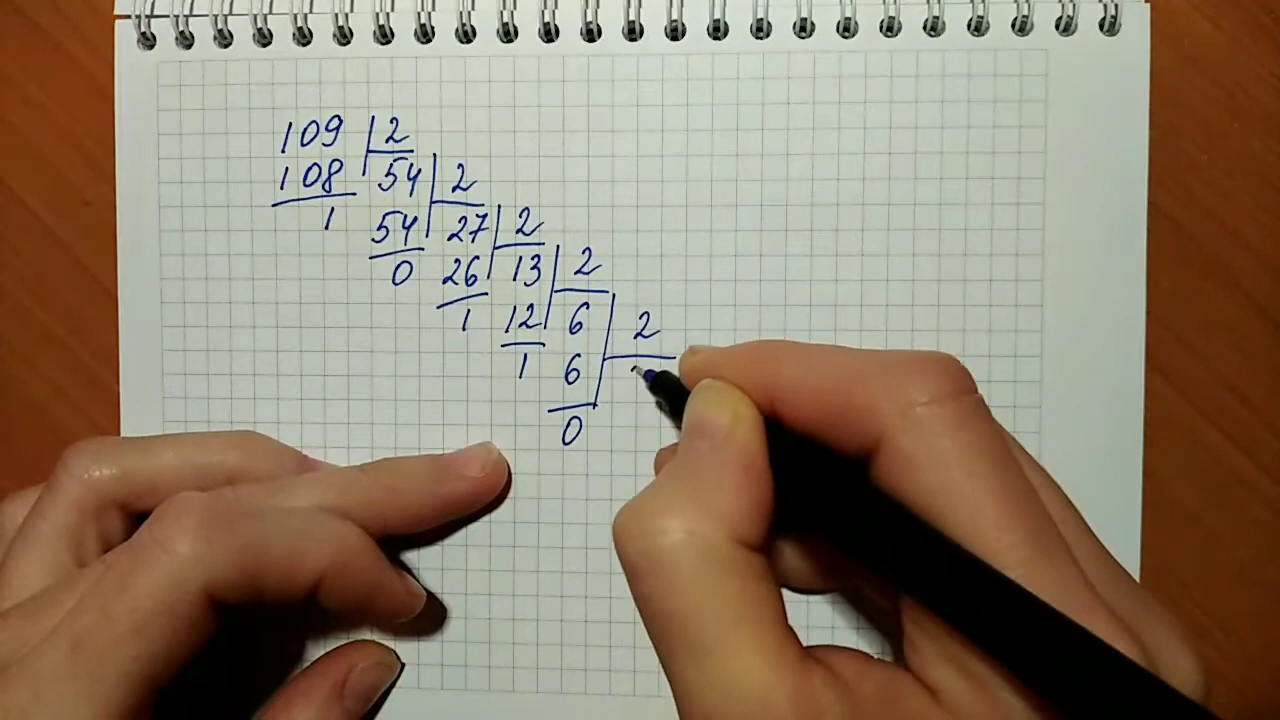 109 2
108 54 2
1 54 27 2
0 26 13 2
1 12 6 2
1 6
0